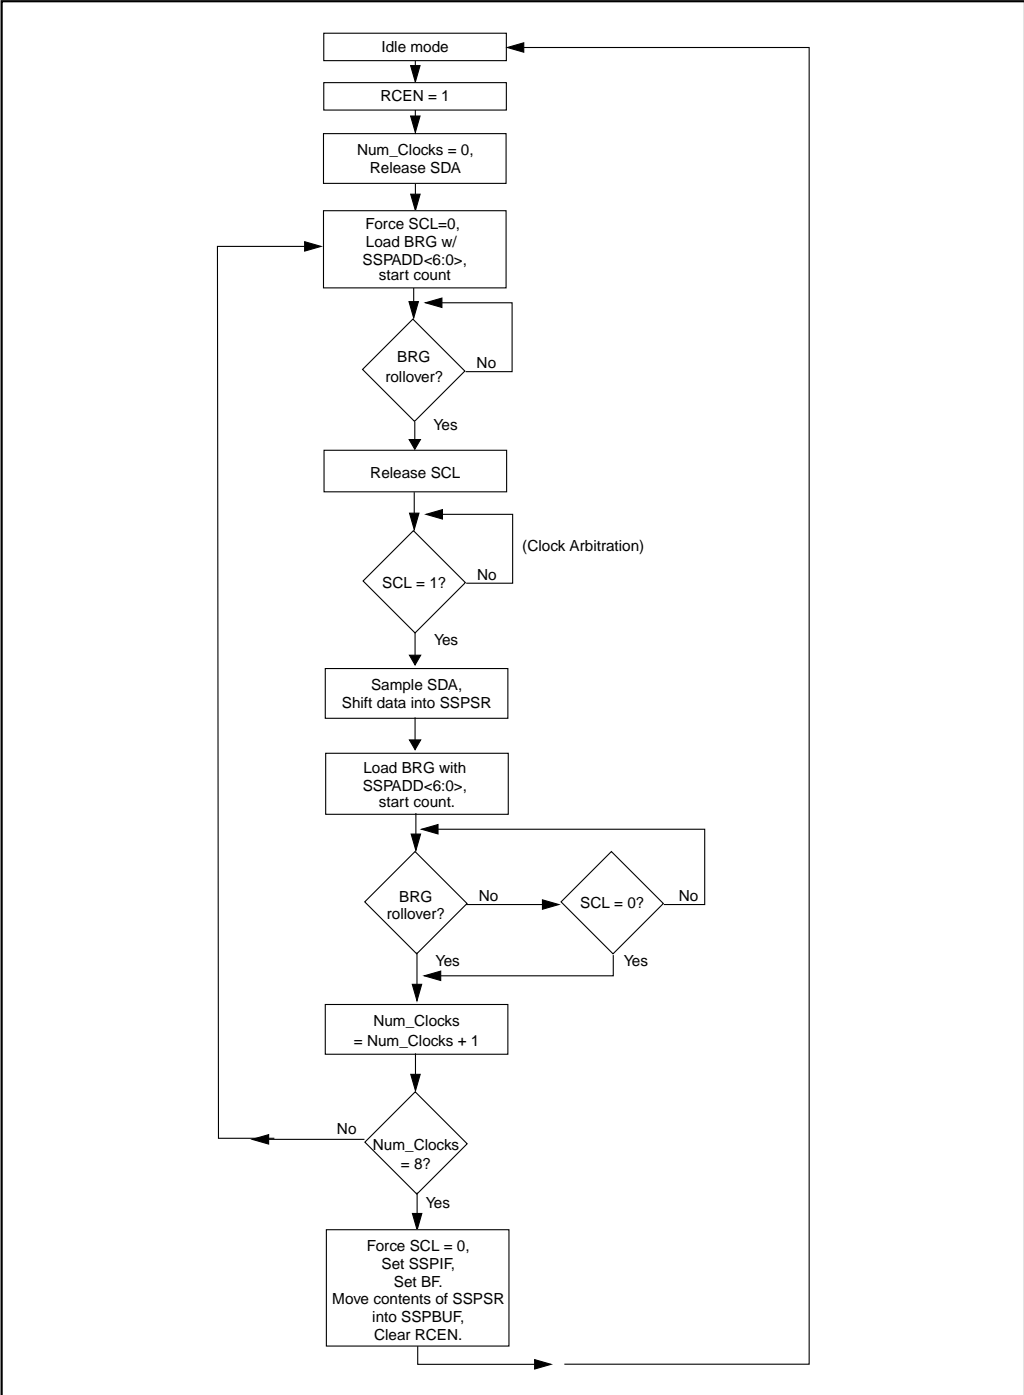 Idle mode
RCEN = 1
Num_Clocks = 0,
Release SDA
Force SCL=0,
Load BRG w/
SSPADD<6:0>,
start count
BRG
rollover?
No
Yes
Release SCL
(Clock Arbitration)
SCL = 1?
No
Yes
Sample SDA,
Shift data into SSPSR
Load BRG with
SSPADD<6:0>,
start count.
BRG
rollover?
No
SCL = 0?
No
Yes
Yes
Num_Clocks
= Num_Clocks + 1
No
Num_Clocks
= 8?
Yes
Force SCL = 0,
Set SSPIF,
Set BF.
Move contents of SSPSR
into SSPBUF,
Clear RCEN.